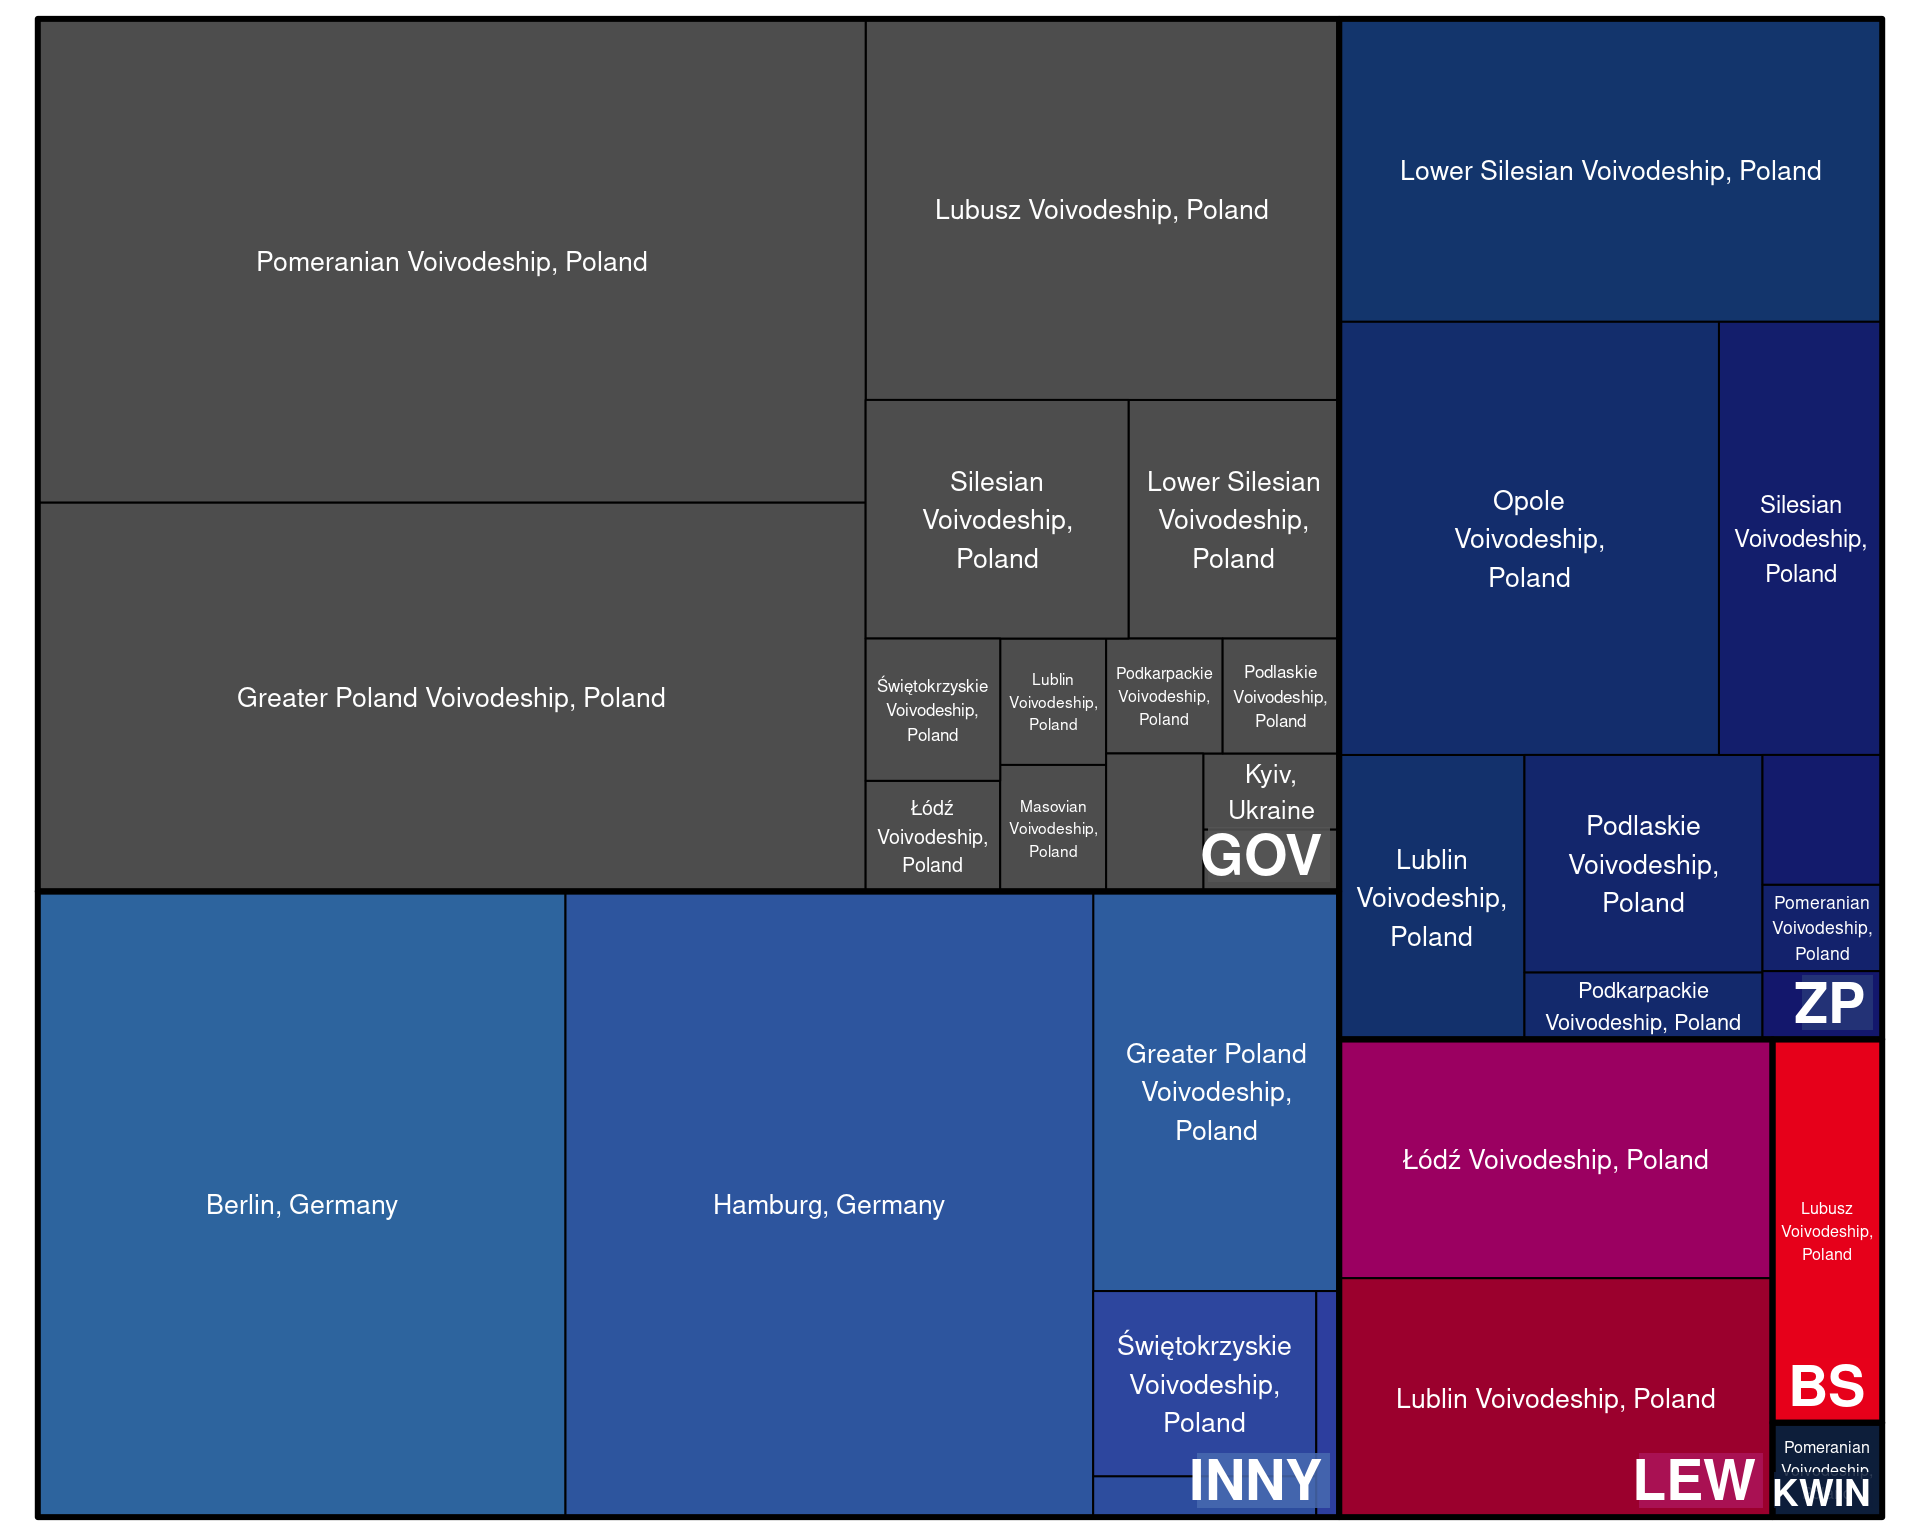 Pomeranian Voivodeship, Poland
Greater Poland Voivodeship, Poland
Lubusz Voivodeship, Poland
Silesian
Voivodeship,
Poland
Lower Silesian
Voivodeship,
Poland
Świętokrzyskie
Voivodeship,
Poland
Łódź
Voivodeship,
Poland
Lublin
Voivodeship,
Poland
Masovian
Voivodeship,
Poland
Podkarpackie
Voivodeship,
Poland
Podlaskie
Voivodeship,
Poland
Kyiv,
Ukraine
GOV
Berlin, Germany
Hamburg, Germany
Greater Poland
Voivodeship,
Poland
Świętokrzyskie
Voivodeship,
Poland
INNY
Lower Silesian Voivodeship, Poland
Opole
Voivodeship,
Poland
Silesian
Voivodeship,
Poland
Lublin
Voivodeship,
Poland
Podlaskie
Voivodeship,
Poland
Podkarpackie
Voivodeship, Poland
Pomeranian
Voivodeship,
Poland
ZP
Łódź Voivodeship, Poland
Lublin Voivodeship, Poland
LEW
Lubusz
Voivodeship,
Poland
BS
Pomeranian
Voivodeship,
KWIN